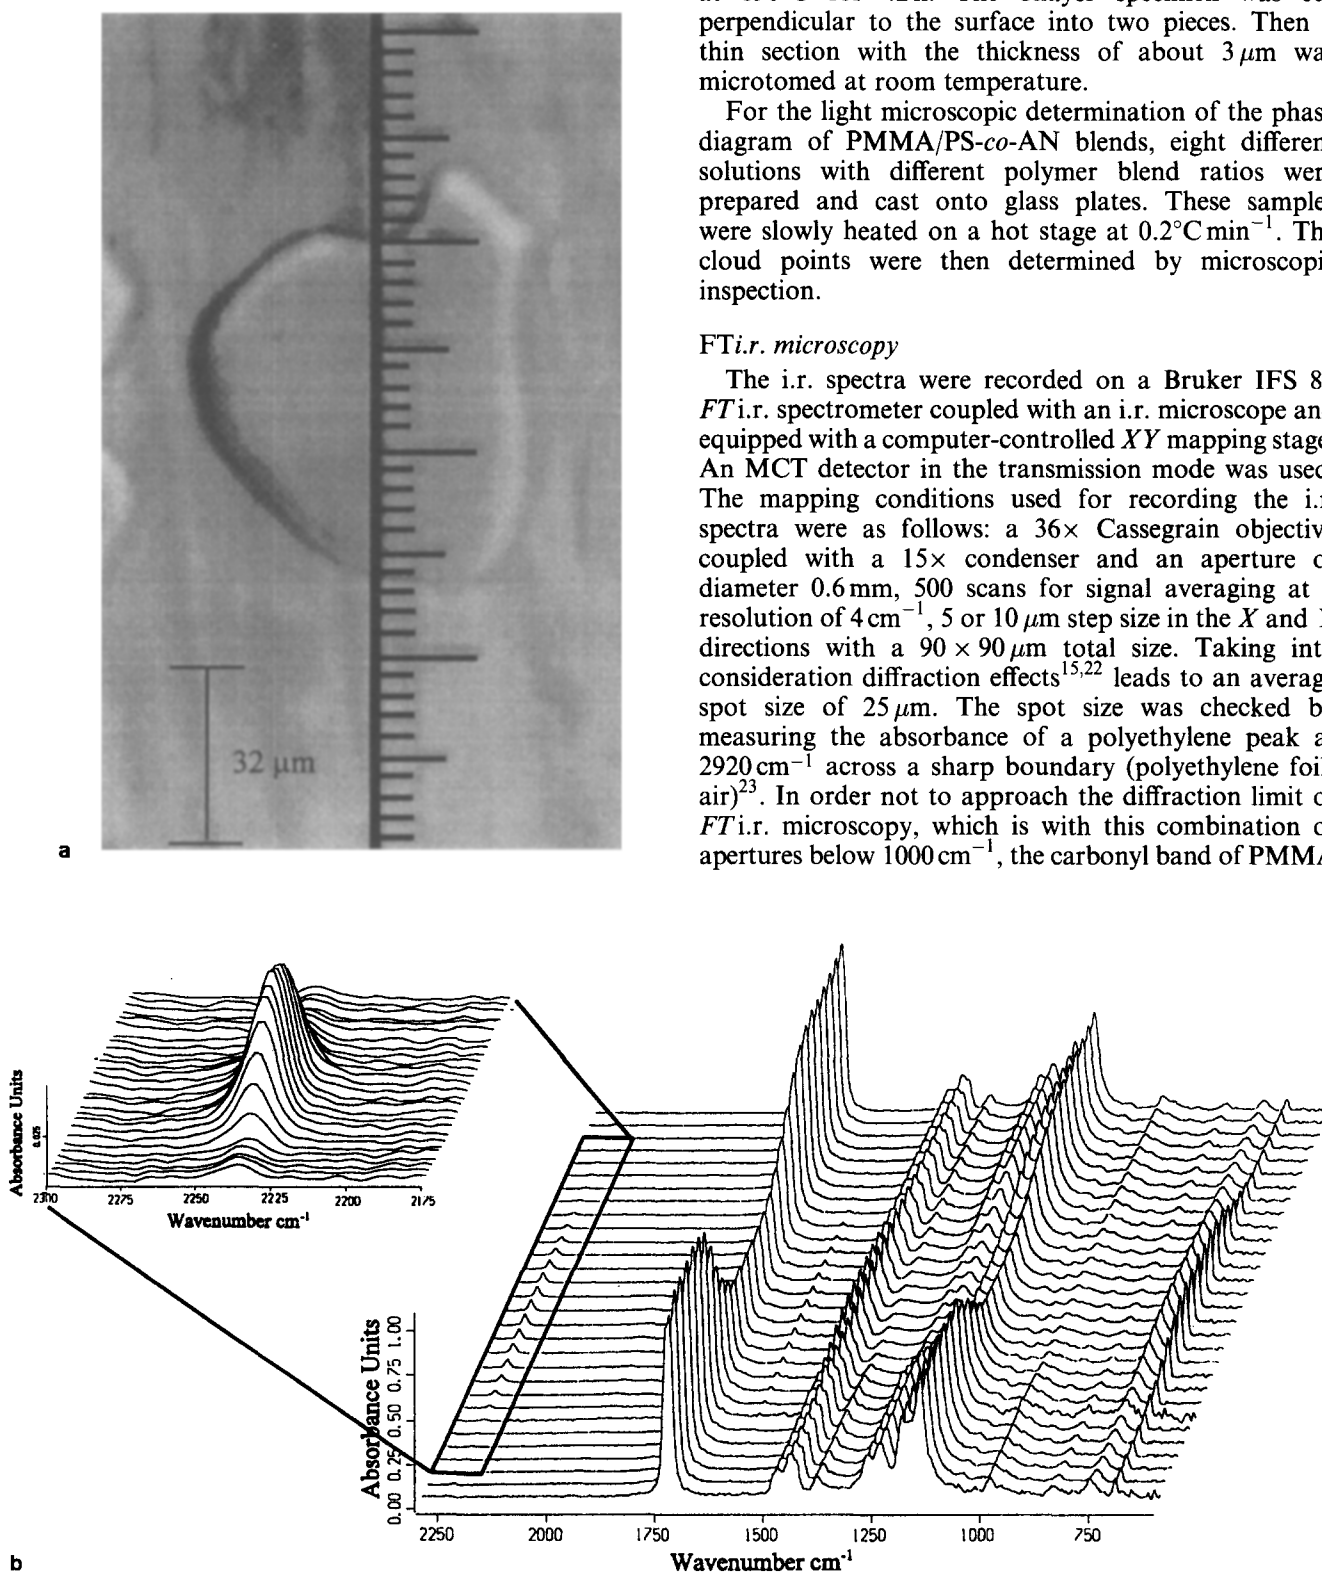 perpendicular to the surface into two pieces. Then
thin section with the thickness of about 3 μm wa
microtomed at room temperature.
For the light microscopic determination of the phas
diagram of PMMA/PS-co-AN blends, eight differen
solutions with different polymer blend ratios wer
prepared and cast onto glass plates. These sample
were slowly heated on a hot stage at 0.2°C min⁻¹. Th
cloud points were then determined by microscopi
inspection.
FTi.r. microscopy
The i.r. spectra were recorded on a Bruker IFS 8
FTi.r. spectrometer coupled with an i.r. microscope an
equipped with a computer-controlled XY mapping stage
An MCT detector in the transmission mode was used
The mapping conditions used for recording the i.r
spectra were as follows: a 36× Cassegrain objectiv
coupled with a 15× condenser and an aperture o
diameter 0.6 mm, 500 scans for signal averaging at
resolution of 4 cm⁻¹, 5 or 10 μm step size in the X and
directions with a 90 × 90 μm total size. Taking int
consideration diffraction effects¹⁵,²² leads to an averag
spot size of 25 μm. The spot size was checked b
measuring the absorbance of a polyethylene peak a
2920 cm⁻¹ across a sharp boundary (polyethylene foil
air)²³. In order not to approach the diffraction limit o
FTi.r. microscopy, which is with this combination o
apertures below 1000 cm⁻¹, the carbonyl band of PMMA
32 μm
a
Absorbance Units
0.025
2300 2275 2250 2225 2200 2175
Wavenumber cm⁻¹
Absorbance Units
0.00 0.25 0.50 0.75 1.00
2250 2000 1750 1500 1250 1000 750
Wavenumber cm⁻¹
b